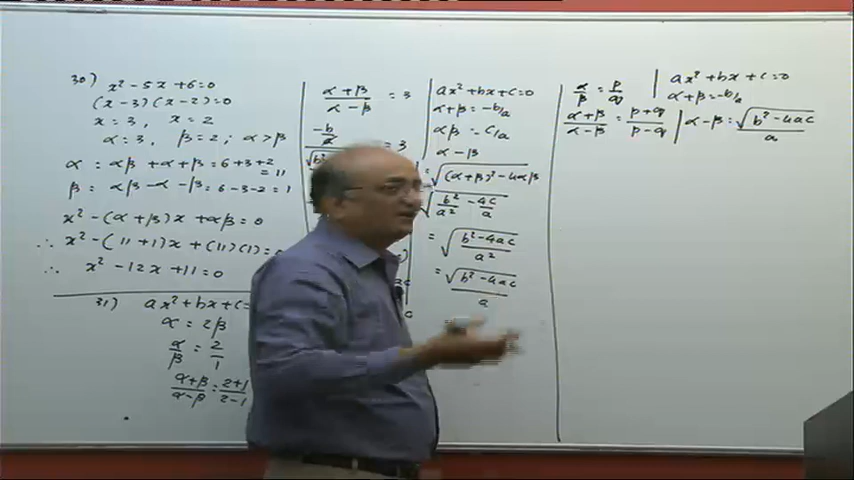 30) x² - 5x + 6 = 0
(x-3)(x-2) = 0
x = 3, x = 2
α = 3, β = 2; α > β
α = αβ + α + β = 6+3+2
= 11
β = αβ - α - β = 6-3-2 = 1
x² - (α+β)x + αβ = 0
∴ x² - (11+1)x + (11)(1) =
∴ x² - 12x + 11 = 0
31) ax² + bx + c =
α = 2β
α/β = 2/1
(α+β)/(α-β) = (2+1)/(2-1)
(α+β)/(α-β) = 3
-b/a
= 3
ax² + bx + c = 0
α+β = -b/a
αβ = c/a
α-β
= √((α+β)² - 4αβ)
√(b²/a² - 4c/a)
= √((b² - 4ac)/a²)
= √(b² - 4ac)/a
α/β = p/q
(α+β)/(α-β) = (p+q)/(p-q)
ax² + bx + c = 0
α+β = -b/a
α-β = √(b² - 4ac)/a